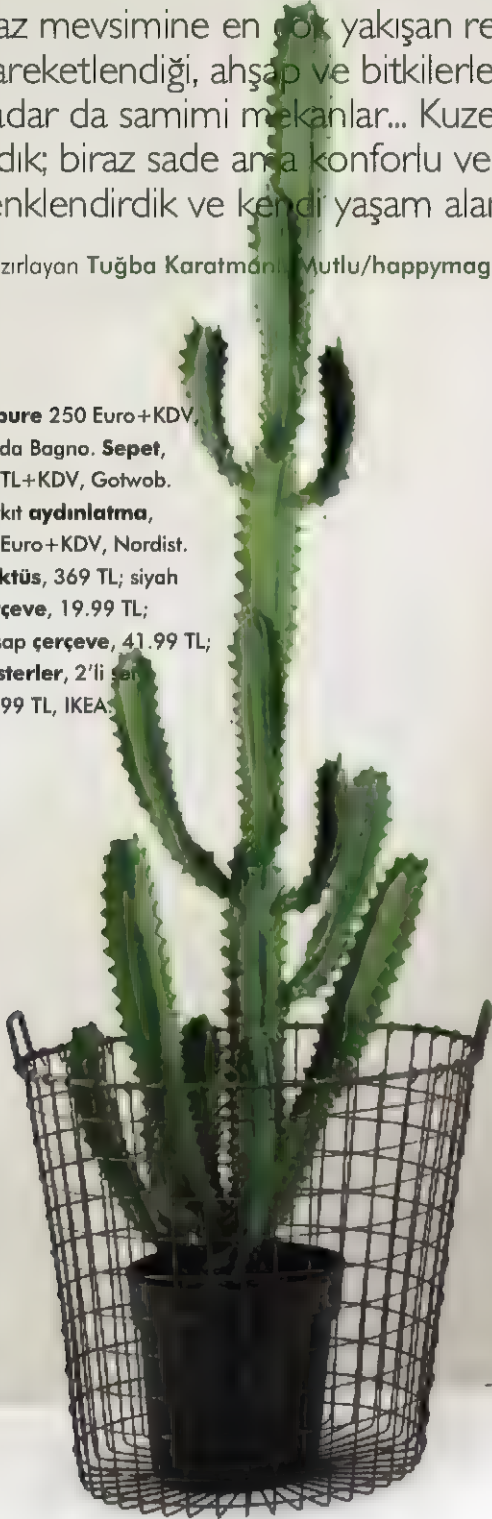 az mevsimine en çok yakışan re
areketlendiği, ahşap ve bitkilerle
adar da samimi mekanlar... Kuze
dık; biraz sade ama konforlu ve
enklendirdik ve kendi yaşam alar
zırlayan Tuğba Karatmanlı Mutlu/happymag
oure 250 Euro+KDV,
da Bagno. Sepet,
TL+KDV, Gotwob.
kıt aydınlatma,
Euro+KDV, Nordist.
ktüs, 369 TL; siyah
rçeve, 19.99 TL;
sap çerçeve, 41.99 TL;
sterler, 2'li set
99 TL, IKEA.